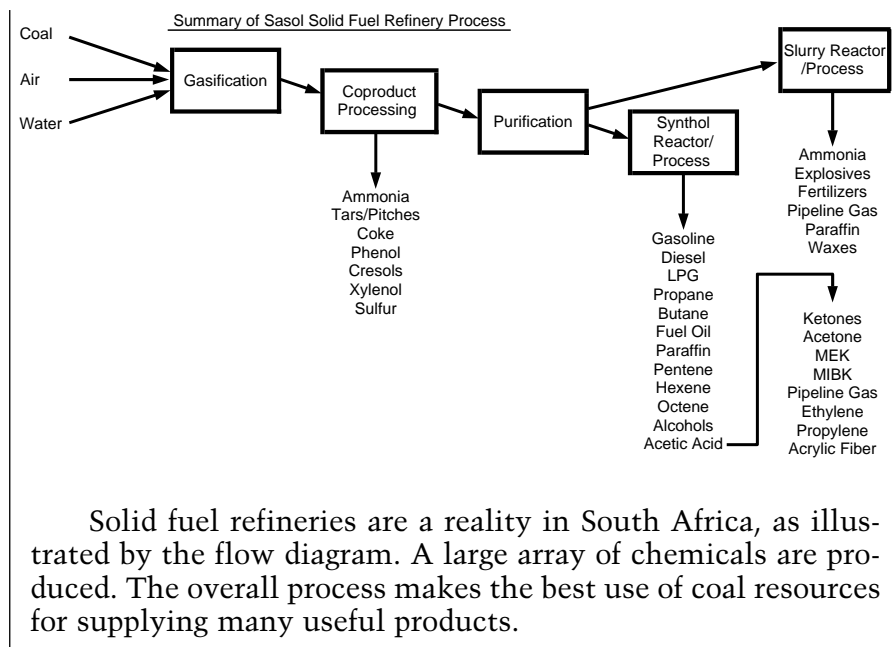 Summary of Sasol Solid Fuel Refinery Process
Coal
Air
Water
Gasification
Coproduct
Processing
Purification
Slurry Reactor
/Process
Synthol
Reactor/
Process
Ammonia
Tars/Pitches
Coke
Phenol
Cresols
Xylenol
Sulfur
Gasoline
Diesel
LPG
Propane
Butane
Fuel Oil
Paraffin
Pentene
Hexene
Octene
Alcohols
Acetic Acid
Ammonia
Explosives
Fertilizers
Pipeline Gas
Paraffin
Waxes
Ketones
Acetone
MEK
MIBK
Pipeline Gas
Ethylene
Propylene
Acrylic Fiber
Solid fuel refineries are a reality in South Africa, as illus-
trated by the flow diagram. A large array of chemicals are pro-
duced. The overall process makes the best use of coal resources
for supplying many useful products.